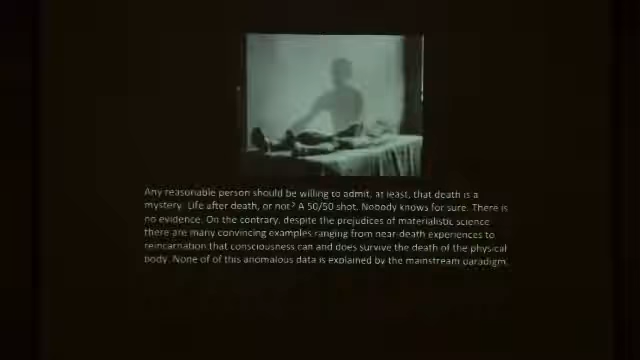 Any reasonable person should be willing to admit, at least, that death is a
mystery. Life after death, or not? A 50/50 shot. Nobody knows for sure. There is
no evidence. On the contrary, despite the prejudices of materialistic science
there are many convincing examples ranging from near-death experiences to
reincarnation that consciousness can and does survive the death of the physical
body. None of of this anomalous data is explained by the mainstream paradigm.